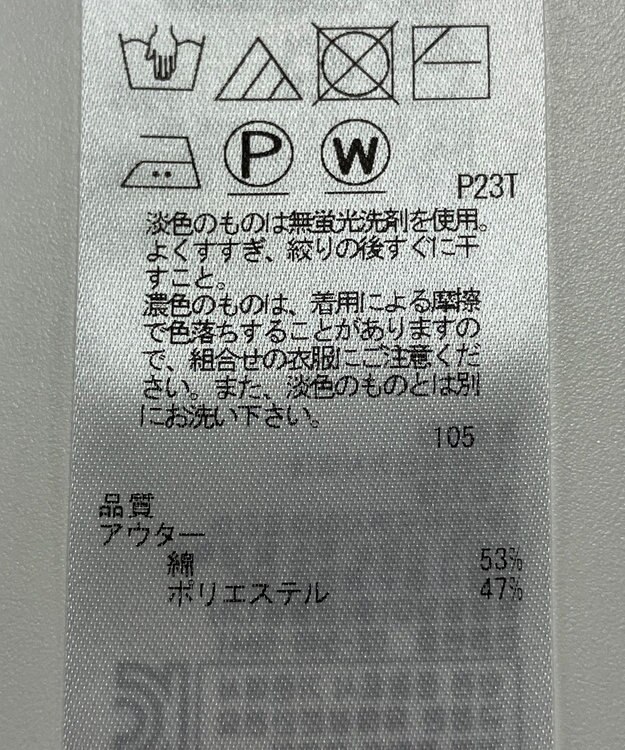 P W
P23T
淡色のものは無蛍光洗剤を使用。
よくすすぎ、絞りの後すぐに干
すこと。
濃色のものは、着用による摩擦
で色落ちすることがありますの
で、組合せの衣服にご注意くだ
さい。また、淡色のものとは別
にお洗い下さい。
105
品質
アウター
綿 53%
ポリエステル 47%